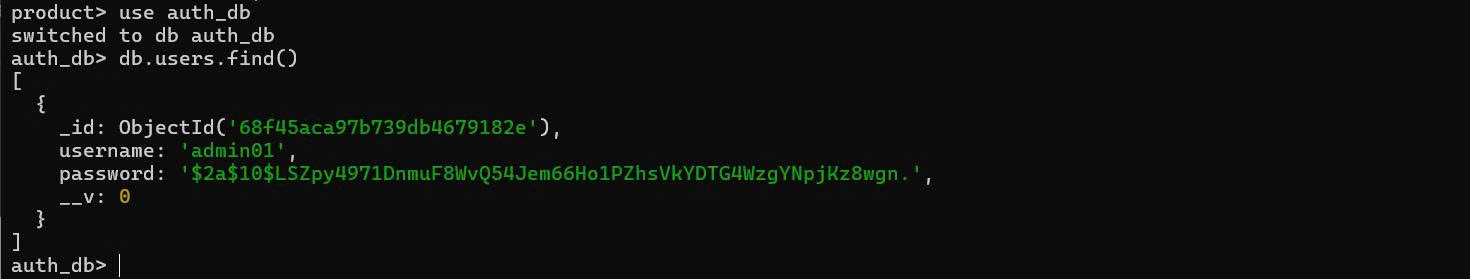 product> use auth_db
switched to db auth_db
auth_db> db.users.find()
[
  {
    _id: ObjectId('68f45aca97b739db4679182e'),
    username: 'admin01',
    password: '$2a$10$LSZpy4971DnmuF8WvQ54Jem66Ho1PZhsVkYDTG4WzgYNpjKz8wgn.',
    __v: 0
  }
]
auth_db>